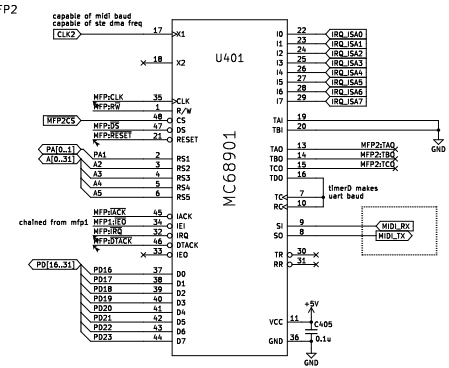 FP2
capable of midi baud
capable of ste dma freq
CLK2 17 X1
18 X2
MFP:CLK 35 CLK
MFP:RW 1 R/W
MFP2CS 48 CS
MFP:DS 47 DS
MFP:RESET 21 RESET
PA[0..1] PA1 2 RS1
A[0..31] A2 3 RS2
A3 4 RS3
A4 5 RS4
A5 6 RS5
MFP:IACK 45 IACK
chained from mfp1 MFP1:IEO 34 IEI
MFP:IRQ 32 IRQ
MFP:DTACK 46 DTACK
33 IEO
PD[16..31] PD16 37 D0
PD17 38 D1
PD18 39 D2
PD19 40 D3
PD20 41 D4
PD21 42 D5
PD22 43 D6
PD23 44 D7
U401
MC68901
I0 22 IRQ_ISA0
I1 23 IRQ_ISA1
I2 24 IRQ_ISA2
I3 25 IRQ_ISA3
I4 26 IRQ_ISA4
I5 27 IRQ_ISA5
I6 28 IRQ_ISA6
I7 29 IRQ_ISA7
TAI 19
TBI 20
GND
TAO 13 MFP2:TAO
TBO 14 MFP2:TBO
TCO 15 MFP2:TCO
TDO 16
TC 7
RC 10
timerD makes
uart baud
SI 9 MIDI_RX
SO 8 MIDI_TX
TR 30
RR 31
+5V
VCC 11
C405
0.1u
GND 36
GND